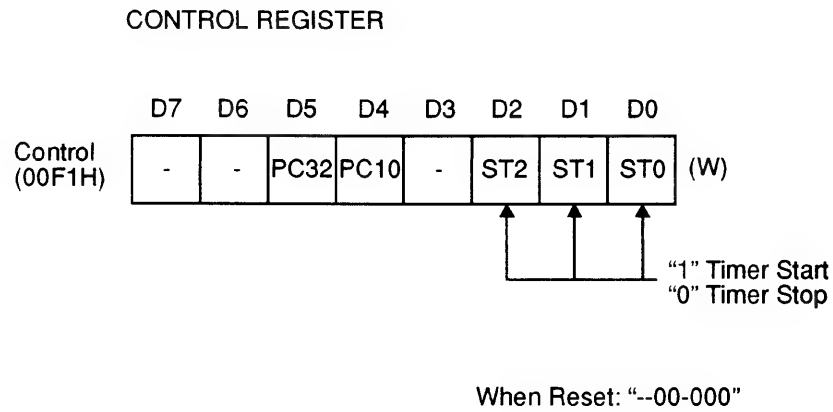 CONTROL REGISTER
D7 D6 D5 D4 D3 D2 D1 D0
Control
(00F1H)
- - PC32 PC10 - ST2 ST1 ST0 (W)
“1” Timer Start
“0” Timer Stop
When Reset: “--00-000”